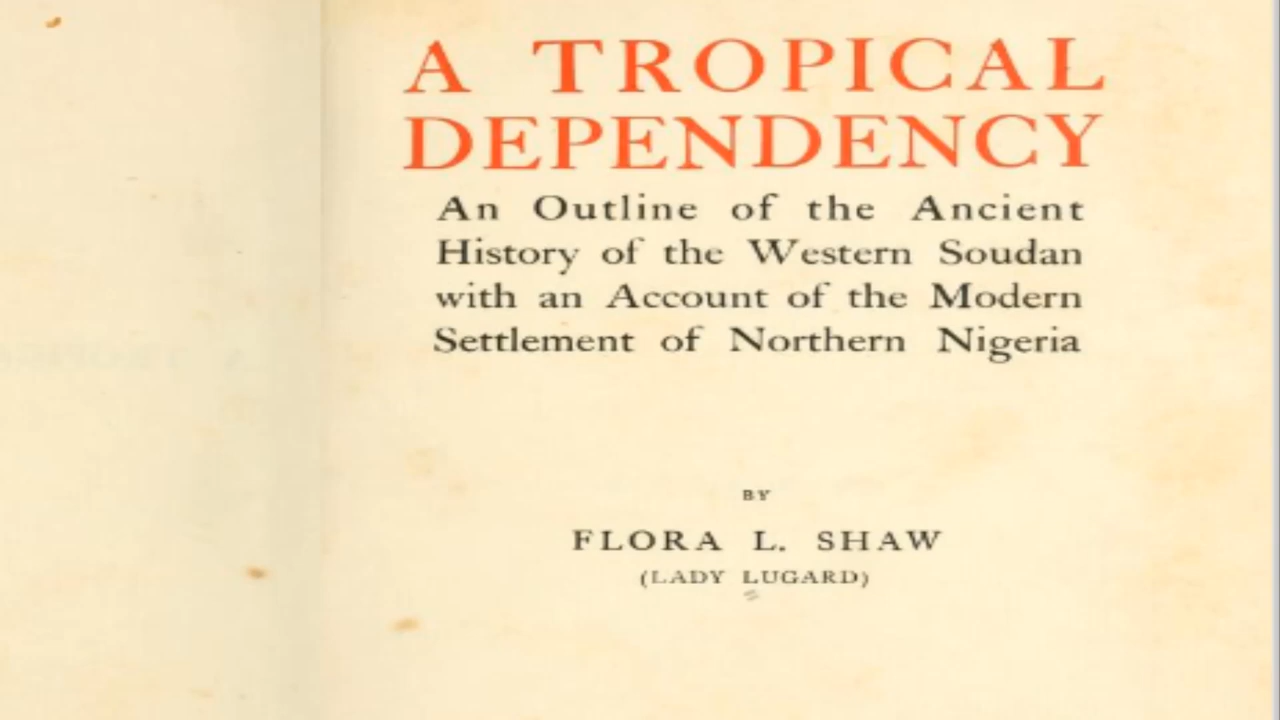 A TROPICAL
DEPENDENCY
An Outline of the Ancient
History of the Western Soudan
with an Account of the Modern
Settlement of Northern Nigeria
BY
FLORA L. SHAW
(LADY LUGARD)